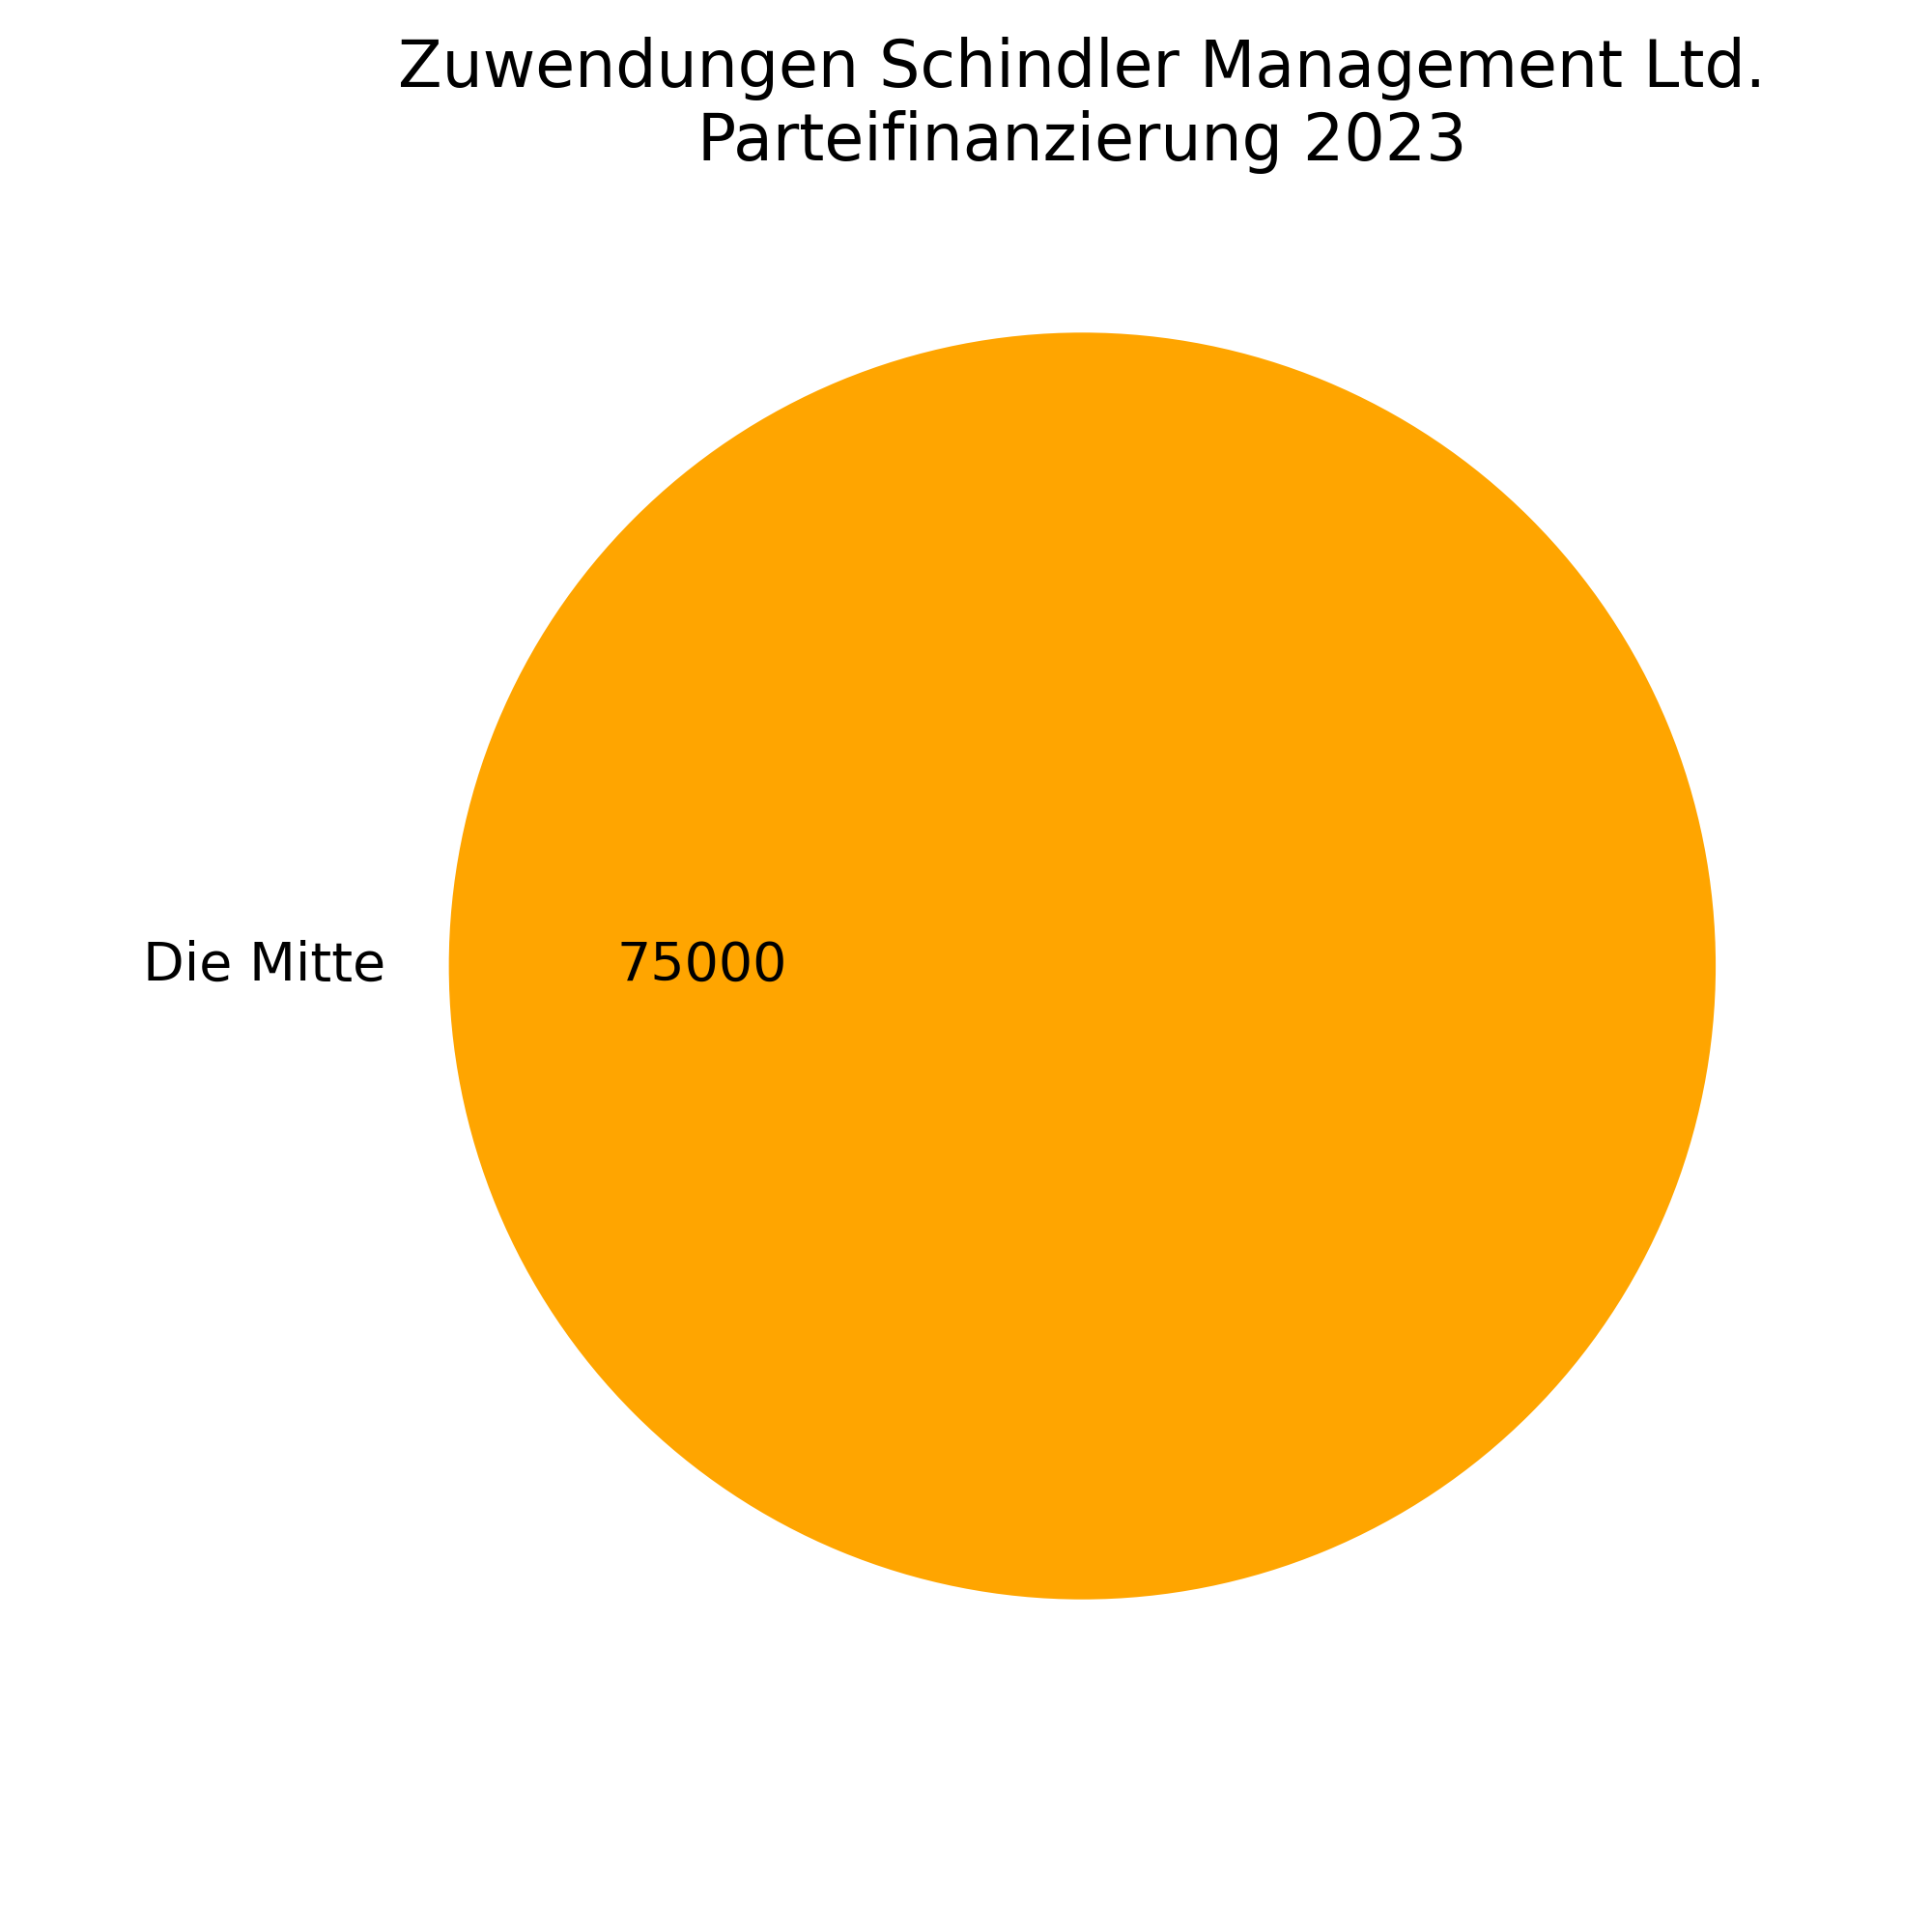 Zuwendungen Schindler Management Ltd.
Parteifinanzierung 2023
Die Mitte
75000